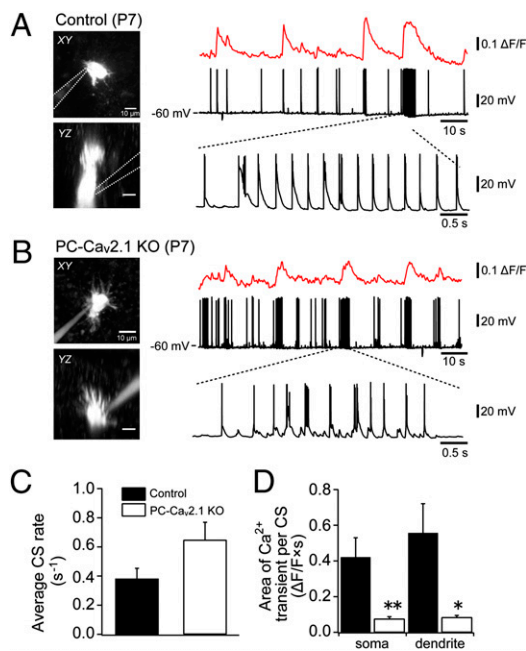 A Control (P7)
XY
10 µm
YZ
0.1 ΔF/F
20 mV
-60 mV
10 s
20 mV
0.5 s
B PC-Cav2.1 KO (P7)
XY
10 µm
YZ
0.1 ΔF/F
20 mV
-60 mV
10 s
20 mV
0.5 s
C
Average CS rate
(s⁻¹)
1.0
0.8
0.6
0.4
0.2
0
Control
PC-Cav2.1 KO
D
Area of Ca²⁺
transient per CS
(ΔF/F×s)
0.8
0.6
0.4
0.2
0.0
**
*
soma dendrite